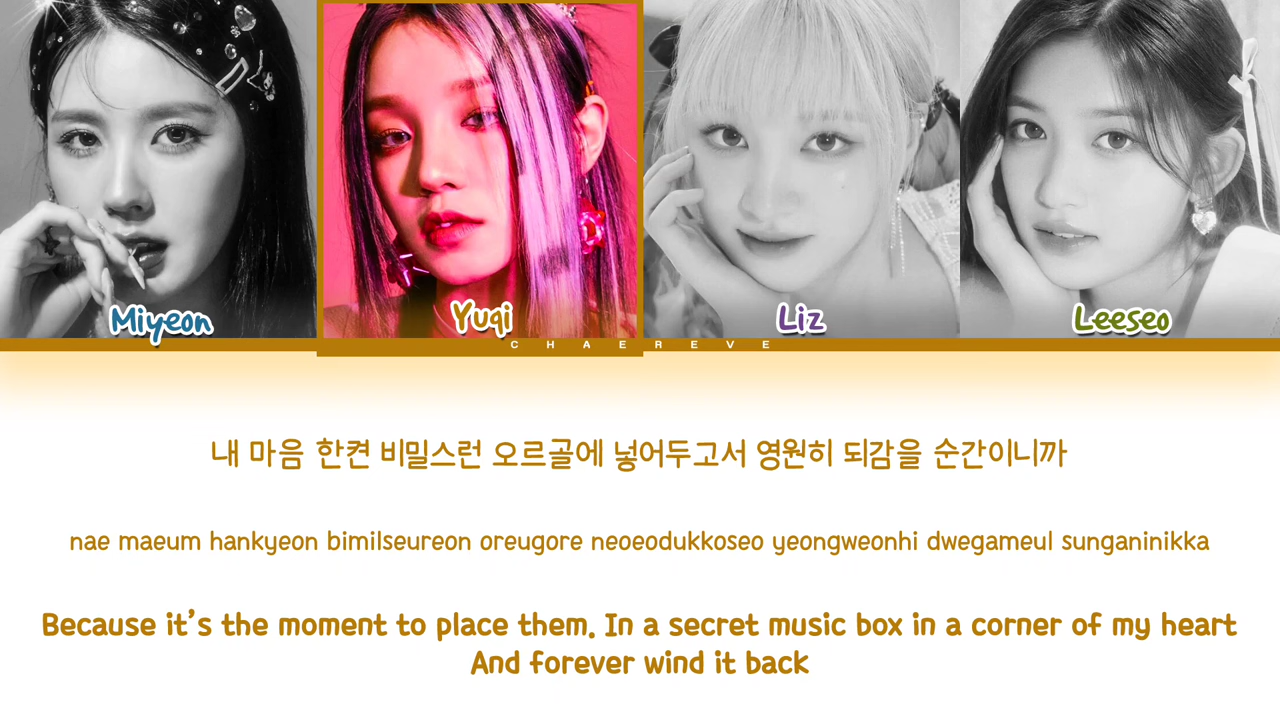 Miyeon
Yuqi
Liz
Leeseo
CHAEREVE
내 마음 한켠 비밀스런 오르골에 넣어두고서 영원히 되감을 순간이니까
nae maeum hankyeon bimilseureon oreugore neoeodukkoseo yeongweonhi dwegameul sunganinikka
Because it's the moment to place them. In a secret music box in a corner of my heart
And forever wind it back